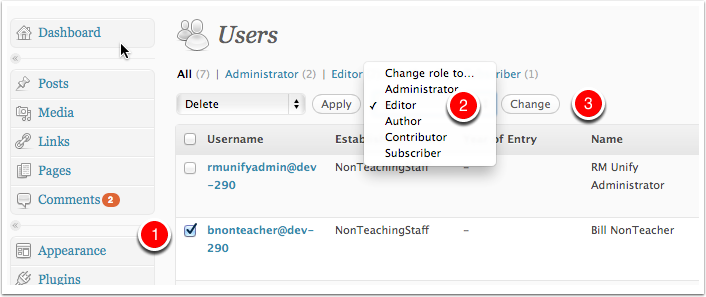 Dashboard
Posts
Media
Links
Pages
Comments 2
Appearance
Plugins
Users
All (7) | Administrator (2) | Editor
scriber (1)
Delete
Apply
Change role to...
Administrator
✓ Editor
Author
Contributor
Subscriber
Change
1
2
3
Username Estab of Entry Name
rmunifyadmin@dev
-290
NonTeachingStaff
–
RM Unify
Administrator
bnonteacher@dev-
290
NonTeachingStaff
–
Bill NonTeacher